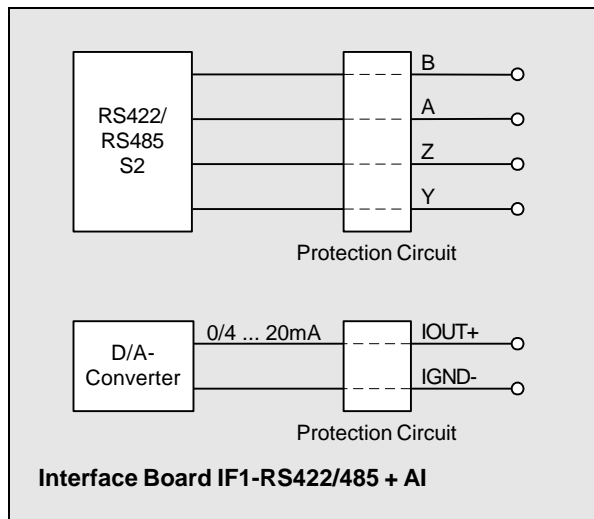 RS422/
RS485
S2
B
A
Z
Y
Protection Circuit
D/A-
Converter
0/4 ... 20mA
IOUT+
IGND-
Protection Circuit
Interface Board IF1-RS422/485 + AI